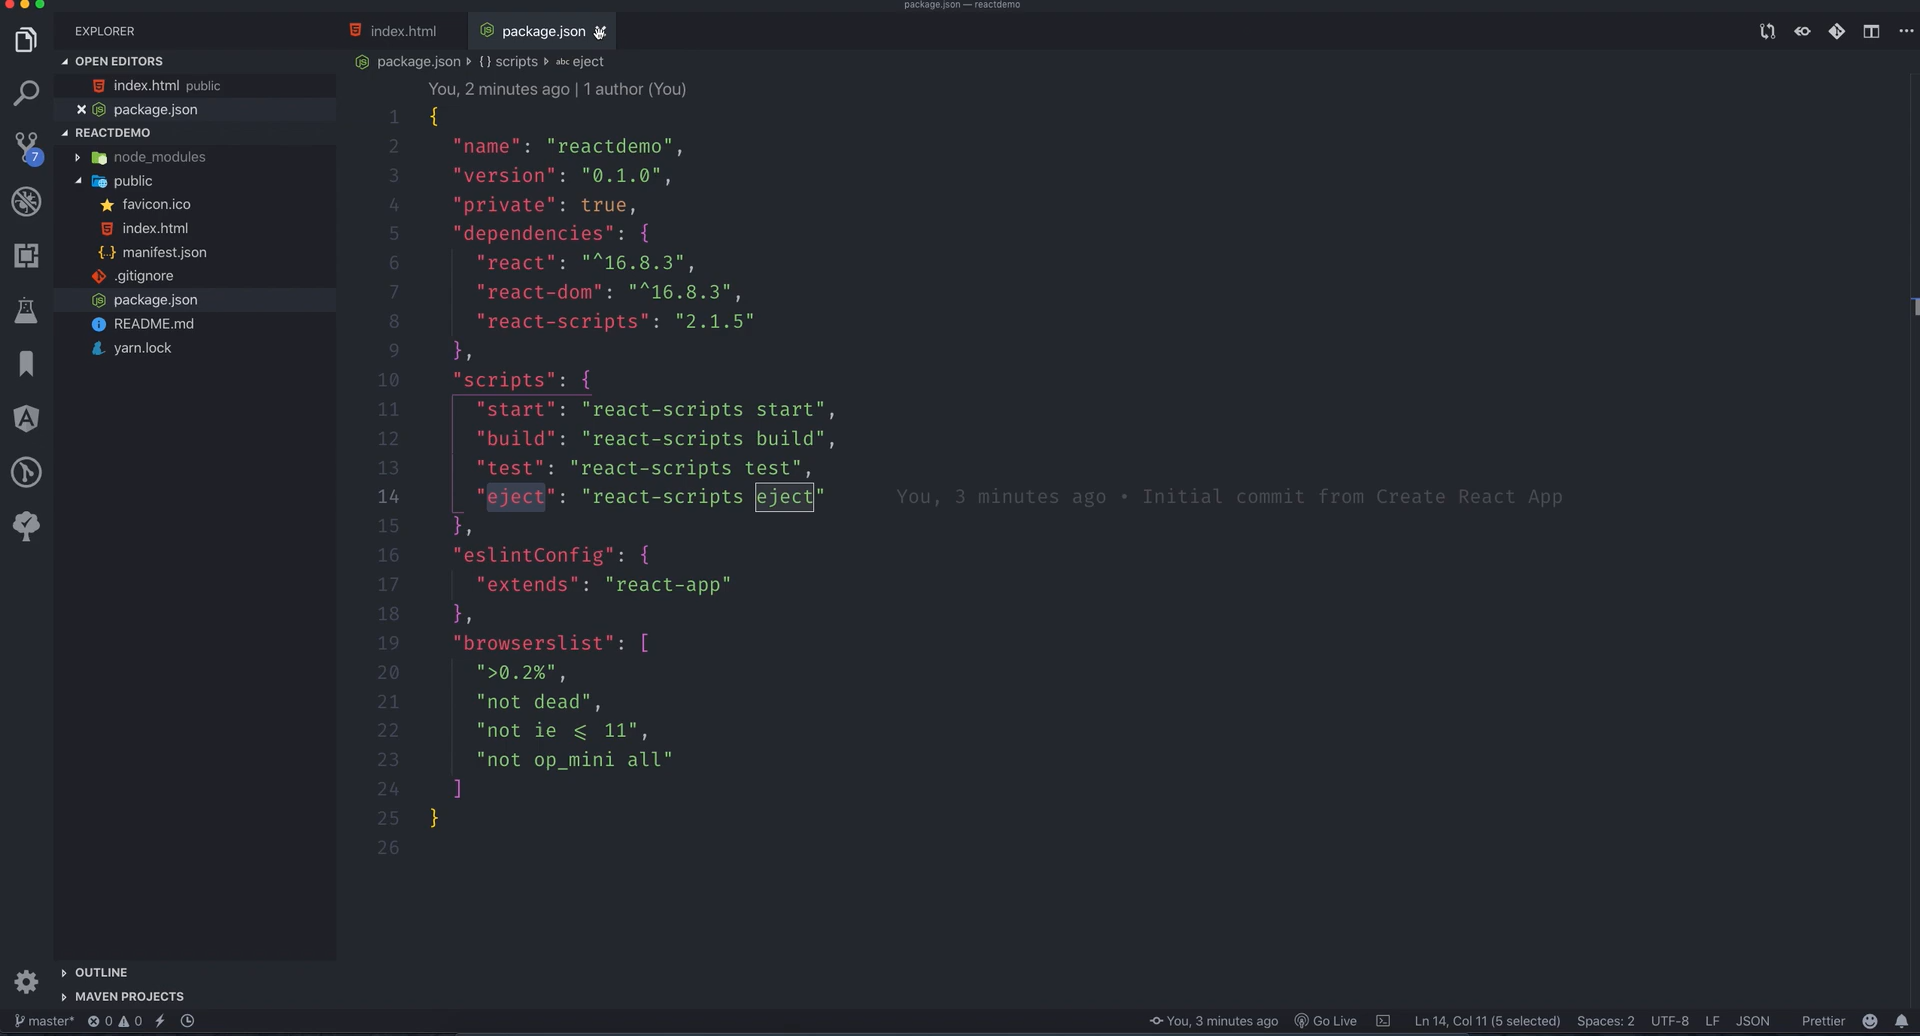 package.json — reactdemo
EXPLORER
index.html
package.json
OPEN EDITORS
index.html public
package.json
REACTDEMO
node_modules
public
favicon.ico
index.html
manifest.json
.gitignore
package.json
README.md
yarn.lock
7
package.json {} scripts abc eject
You, 2 minutes ago | 1 author (You)
1 {
2 "name": "reactdemo",
3 "version": "0.1.0",
4 "private": true,
5 "dependencies": {
6 "react": "^16.8.3",
7 "react-dom": "^16.8.3",
8 "react-scripts": "2.1.5"
9 },
10 "scripts": {
11 "start": "react-scripts start",
12 "build": "react-scripts build",
13 "test": "react-scripts test",
14 "eject": "react-scripts eject" You, 3 minutes ago • Initial commit from Create React App
15 },
16 "eslintConfig": {
17 "extends": "react-app"
18 },
19 "browserslist": [
20 ">0.2%",
21 "not dead",
22 "not ie ⩽ 11",
23 "not op_mini all"
24 ]
25 }
26
OUTLINE
MAVEN PROJECTS
master* 0 0 You, 3 minutes ago Go Live Ln 14, Col 11 (5 selected) Spaces: 2 UTF-8 LF JSON Prettier